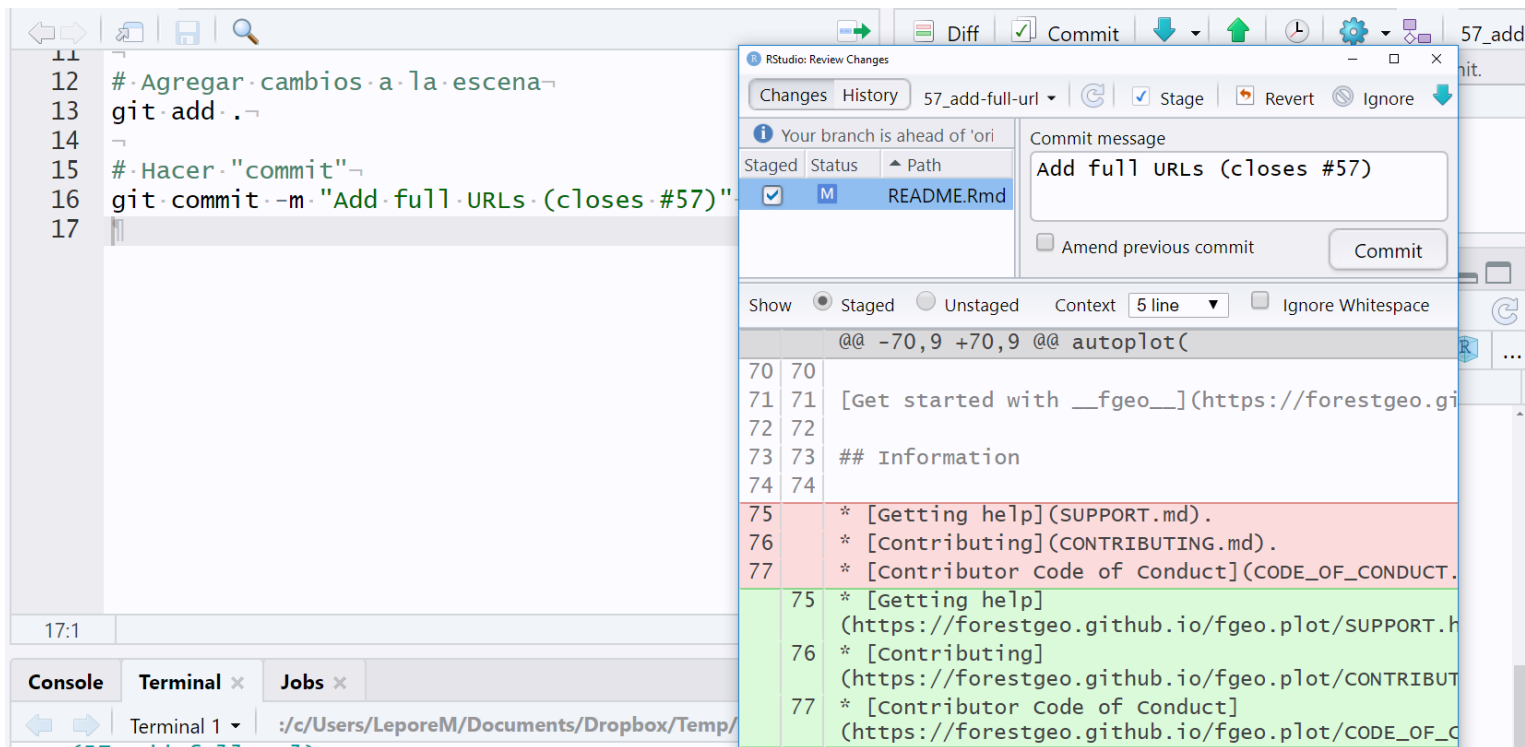 Diff Commit 57_add
11
12 # Agregar cambios a la escena
13 git add .
14
15 # Hacer "commit"
16 git commit -m "Add full URLs (closes #57)"
17
17:1
Console Terminal Jobs
Terminal 1 :/c/Users/LeporeM/Documents/Dropbox/Temp/
RStudio: Review Changes
Changes History 57_add-full-url Stage Revert Ignore
Your branch is ahead of 'ori
Staged Status Path
M README.Rmd
Commit message
Add full URLs (closes #57)
Amend previous commit Commit
Show Staged Unstaged Context 5 line Ignore Whitespace
@@ -70,9 +70,9 @@ autoplot(
70 70
71 71 [Get started with __fgeo__](https://forestgeo.gi
72 72
73 73 ## Information
74 74
75 * [Getting help](SUPPORT.md).
76 * [Contributing](CONTRIBUTING.md).
77 * [Contributor Code of Conduct](CODE_OF_CONDUCT.
75 * [Getting help]
(https://forestgeo.github.io/fgeo.plot/SUPPORT.h
76 * [Contributing]
(https://forestgeo.github.io/fgeo.plot/CONTRIBUT
77 * [Contributor Code of Conduct]
(https://forestgeo.github.io/fgeo.plot/CODE_OF_C
nit.
R ...